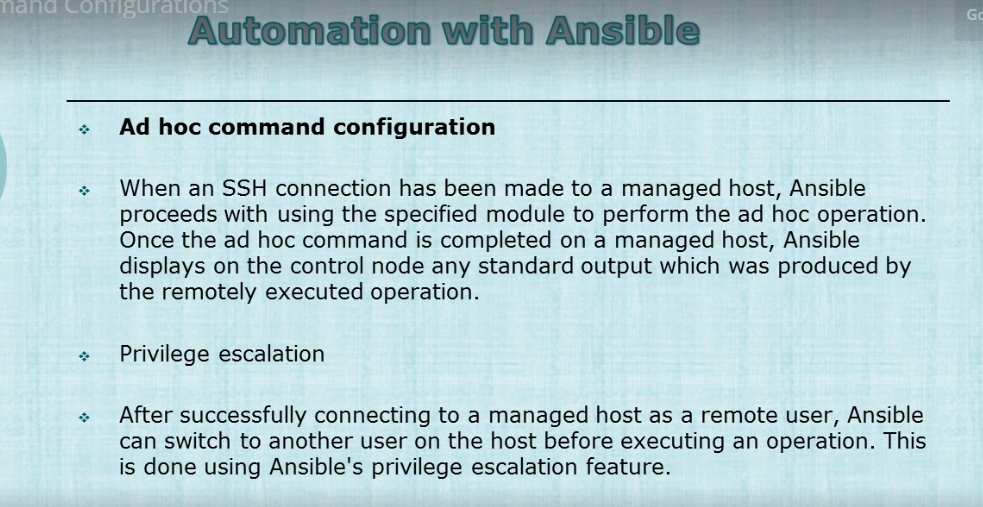 mand Configurations
Go
Automation with Ansible
Ad hoc command configuration
When an SSH connection has been made to a managed host, Ansible
proceeds with using the specified module to perform the ad hoc operation.
Once the ad hoc command is completed on a managed host, Ansible
displays on the control node any standard output which was produced by
the remotely executed operation.
Privilege escalation
After successfully connecting to a managed host as a remote user, Ansible
can switch to another user on the host before executing an operation. This
is done using Ansible's privilege escalation feature.